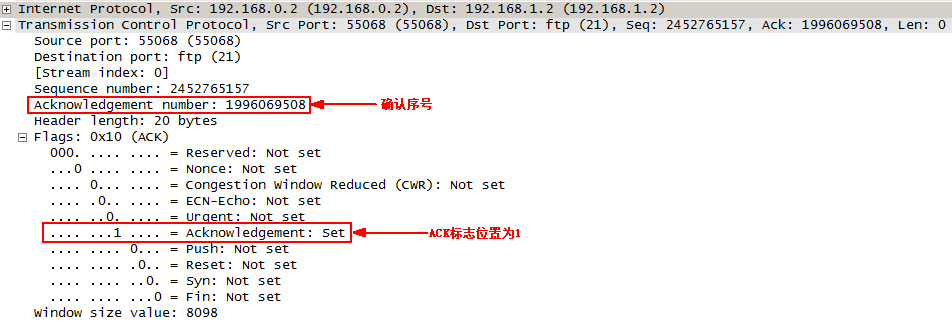 Internet Protocol, Src: 192.168.0.2 (192.168.0.2), Dst: 192.168.1.2 (192.168.1.2)
Transmission Control Protocol, Src Port: 55068 (55068), Dst Port: ftp (21), Seq: 2452765157, Ack: 1996069508, Len: 0
Source port: 55068 (55068)
Destination port: ftp (21)
[Stream index: 0]
Sequence number: 2452765157
Acknowledgement number: 1996069508 确认序号
Header length: 20 bytes
Flags: 0x10 (ACK)
000. .... .... = Reserved: Not set
...0 .... .... = Nonce: Not set
.... 0... .... = Congestion Window Reduced (CWR): Not set
.... .0.. .... = ECN-Echo: Not set
.... ..0. .... = Urgent: Not set
.... ...1 .... = Acknowledgement: Set ACK标志位置为1
.... .... 0... = Push: Not set
.... .... .0.. = Reset: Not set
.... .... ..0. = Syn: Not set
.... .... ...0 = Fin: Not set
Window size value: 8098